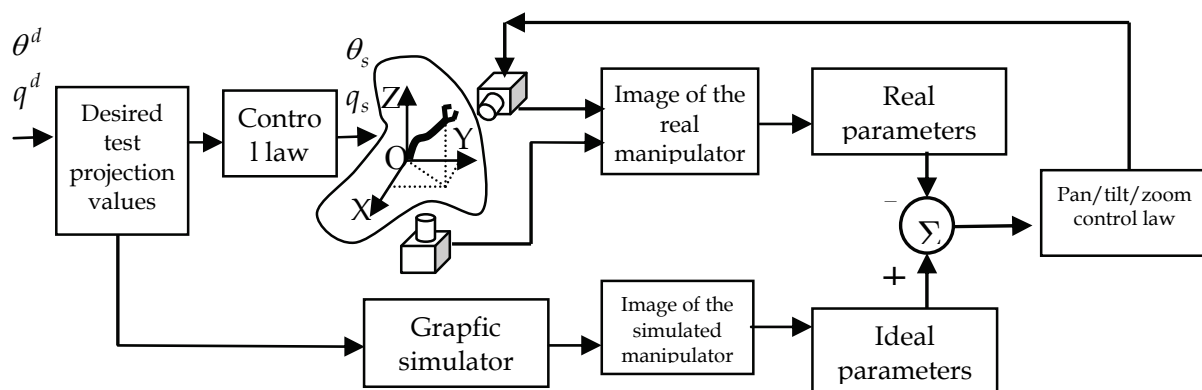 θ^d
q^d
Desired
test
projection
values
Contro
l law
θ_s
q_s
Z
Y
O
X
Image of the
real
manipulator
Real
parameters
–
Σ
+
Pan/tilt/zoom
control law
Grapfic
simulator
Image of the
simulated
manipulator
Ideal
parameters